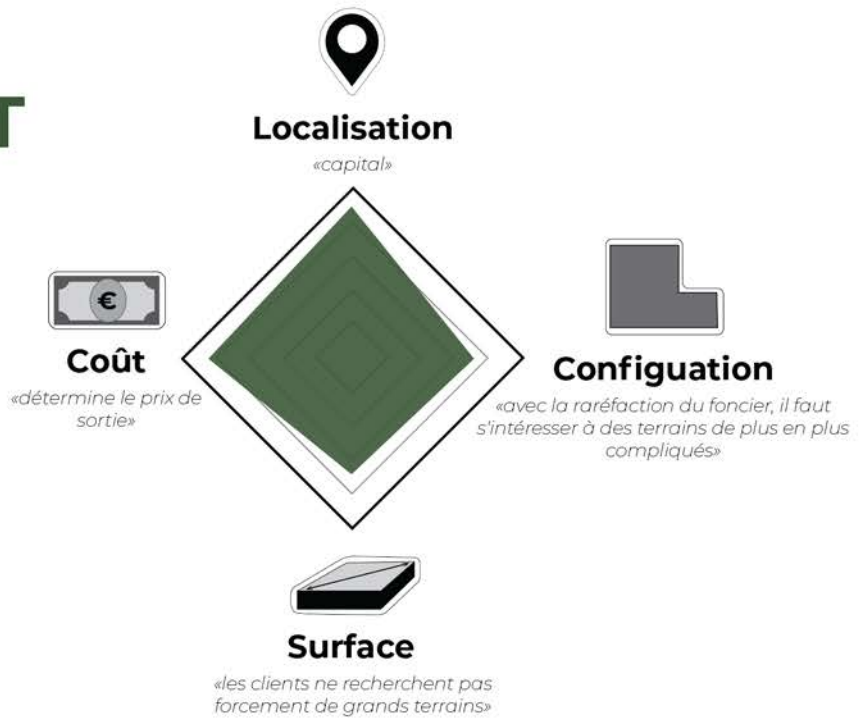 T
Localisation
«capital»
€
Coût
«détermine le prix de
sortie»
Configuation
«avec la raréfaction du foncier, il faut
s'intéresser à des terrains de plus en plus
compliqués»
Surface
«les clients ne recherchent pas
forcement de grands terrains»